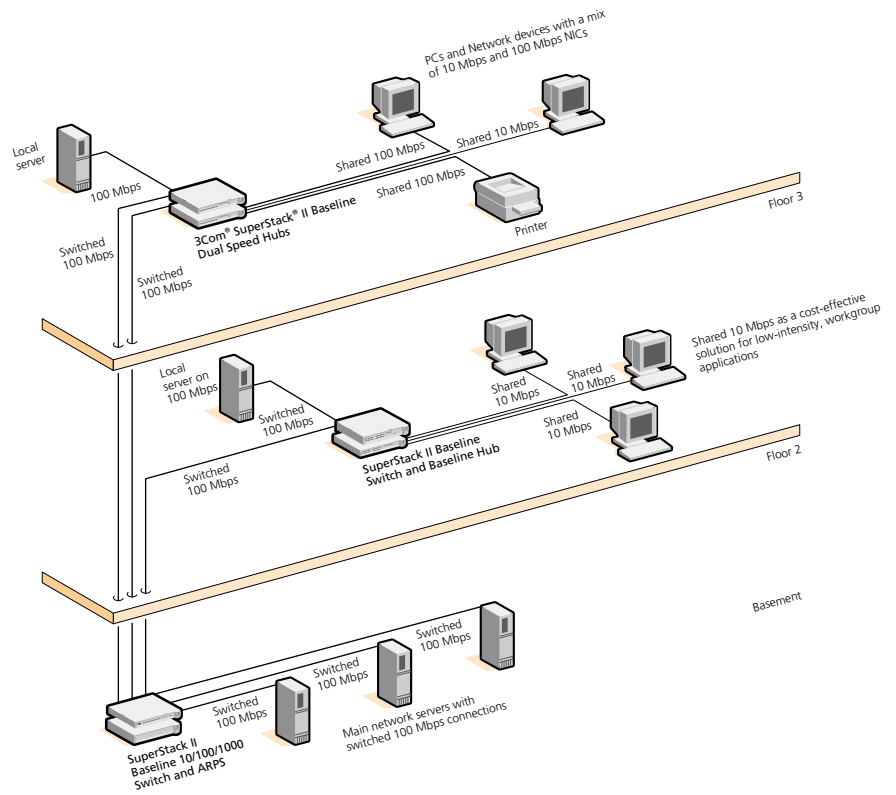 PCs and Network devices with a mix
of 10 Mbps and 100 Mbps NICs
Local
server
100 Mbps
Shared 100 Mbps
Shared 10 Mbps
Shared 100 Mbps
Printer
3Com® SuperStack® II Baseline
Dual Speed Hubs
Switched
100 Mbps
Switched
100 Mbps
Floor 3
Local
server on
100 Mbps
Switched
100 Mbps
Shared
10 Mbps
Shared
10 Mbps
Shared
10 Mbps
Shared 10 Mbps as a cost-effective
solution for low-intensity, workgroup
applications
SuperStack II Baseline
Switch and Baseline Hub
Switched
100 Mbps
Floor 2
Basement
Switched
100 Mbps
Switched
100 Mbps
Switched
100 Mbps
Main network servers with
switched 100 Mbps connections
SuperStack II
Baseline 10/100/1000
Switch and ARPS